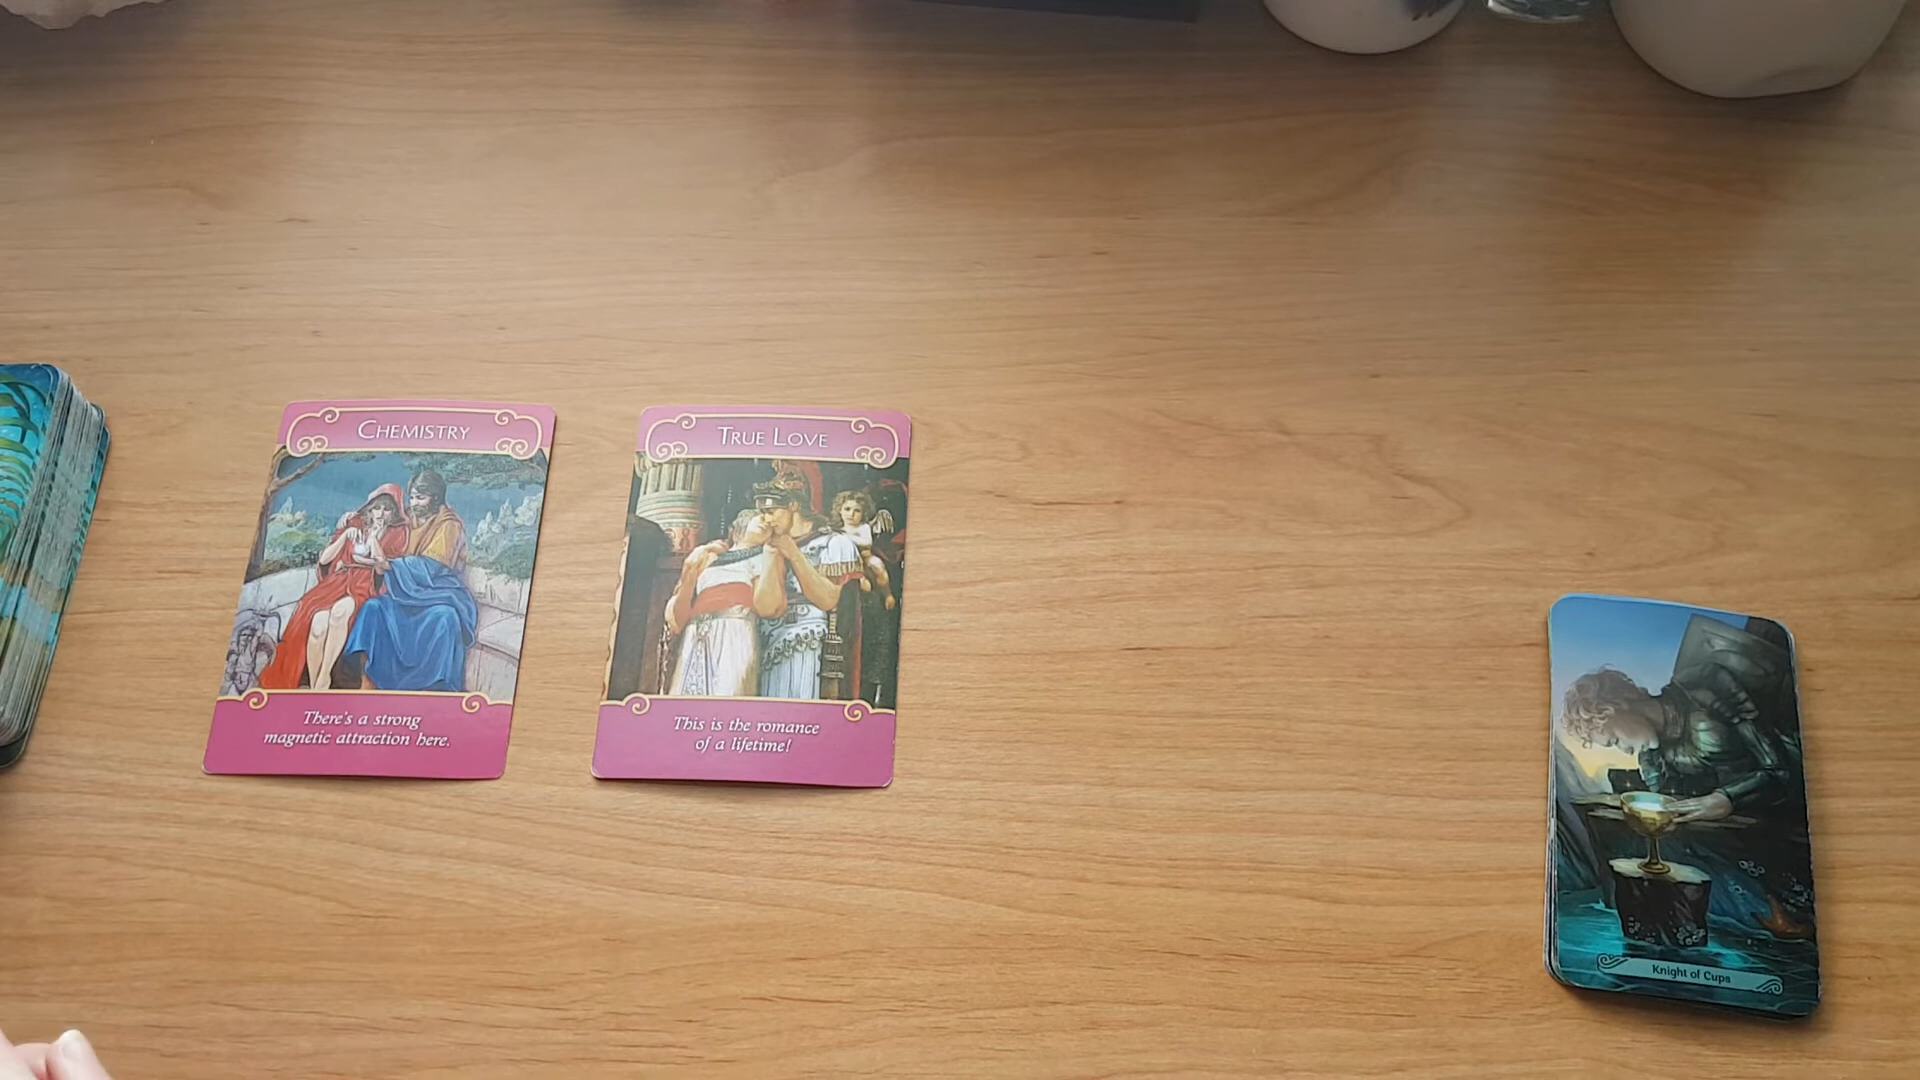 CHEMISTRY
There's a strong
magnetic attraction here.
TRUE LOVE
This is the romance
of a lifetime!
Knight of Cups